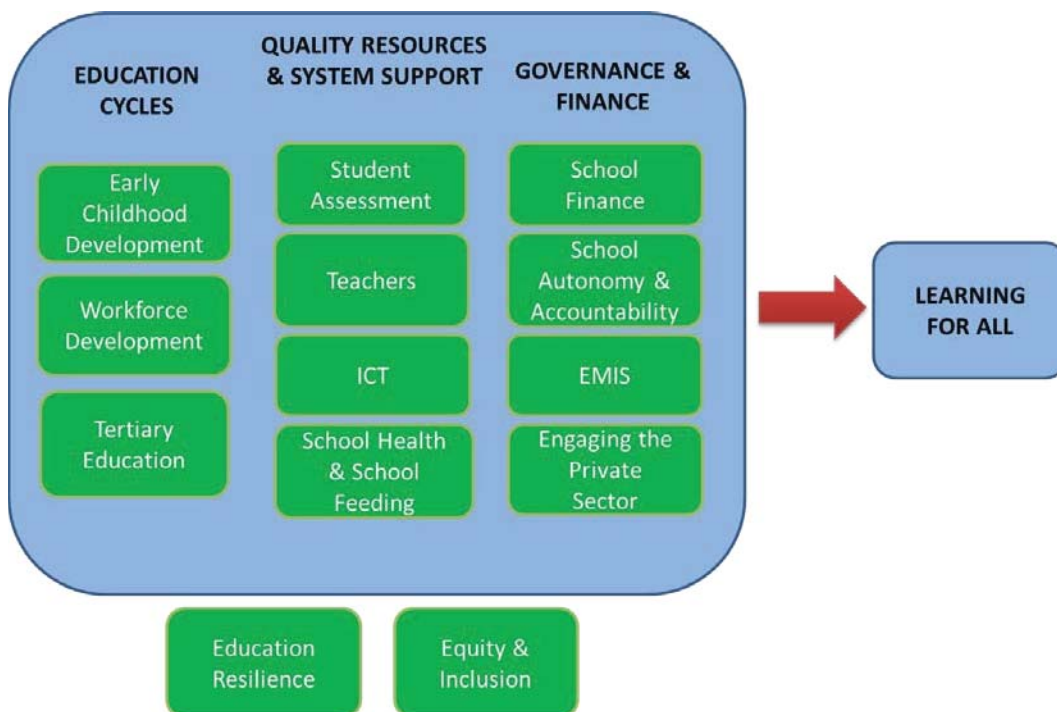 EDUCATION
CYCLES
Early
Childhood
Development
Workforce
Development
Tertiary
Education
QUALITY RESOURCES
& SYSTEM SUPPORT
Student
Assessment
Teachers
ICT
School Health
& School
Feeding
GOVERNANCE &
FINANCE
School
Finance
School
Autonomy &
Accountability
EMIS
Engaging the
Private
Sector
LEARNING
FOR ALL
Education
Resilience
Equity &
Inclusion